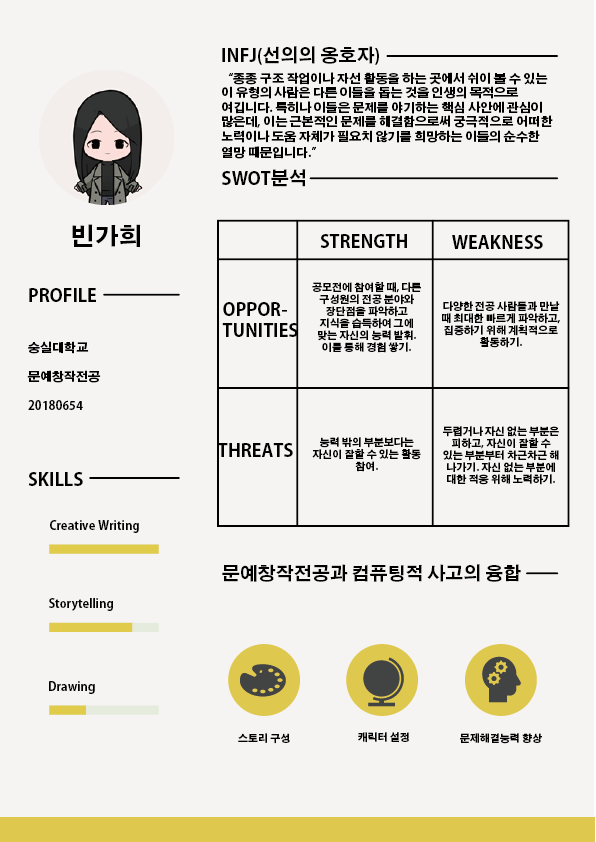 INFJ(선의의 옹호자)
“종종 구조 작업이나 자선 활동을 하는 곳에서 쉬이 볼 수 있는
이 유형의 사람은 다른 이들을 돕는 것을 인생의 목적으로
여깁니다. 특히나 이들은 문제를 야기하는 핵심 사안에 관심이
많은데, 이는 근본적인 문제를 해결함으로써 궁극적으로 어떠한
노력이나 도움 자체가 필요치 않기를 희망하는 이들의 순수한
열망 때문입니다.”
SWOT분석
빈가희
PROFILE
숭실대학교
문예창작전공
20180654
SKILLS
Creative Writing
Storytelling
Drawing
STRENGTH
WEAKNESS
OPPOR-
TUNITIES
공모전에 참여할 때, 다른
구성원의 전공 분야와
장단점을 파악하고
지식을 습득하여 그에
맞는 자신의 능력 발휘.
이를 통해 경험 쌓기.
다양한 전공 사람들과 만날
때 최대한 빠르게 파악하고,
집중하기 위해 계획적으로
활동하기.
THREATS
능력 밖의 부분보다는
자신이 잘할 수 있는 활동
참여.
두렵거나 자신 없는 부분은
피하고, 자신이 잘할 수
있는 부분부터 차근차근 해
나가기. 자신 없는 부분에
대한 적응 위해 노력하기.
문예창작전공과 컴퓨팅적 사고의 융합
스토리 구성
캐릭터 설정
문제해결능력 향상